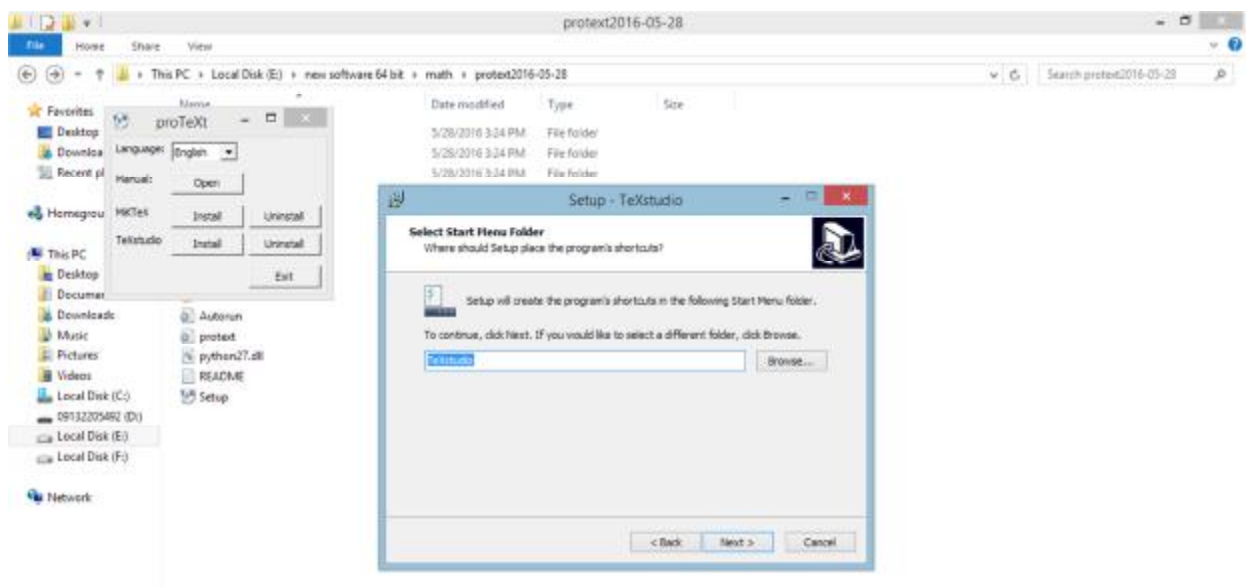 protext2016-05-28
File Home Share View
This PC Local Disk (E:) new software 64 bit math protext2016-05-28
Search protext2016-05-28
Name Date modified Type Size
5/28/2016 3:24 PM File folder
5/28/2016 3:24 PM File folder
5/28/2016 3:24 PM File folder
Favorites
Desktop
Downloa
Recent pl
Homegrou
This PC
Desktop
Documen
Downloads
Music
Pictures
Videos
Local Disk (C:)
09132205492 (D:)
Local Disk (E:)
Local Disk (F:)
Network
Autorun
protext
python27.dll
README
Setup
proTeXt
Language: English
Manual: Open
MiKTeX Install Uninstall
TeXstudio Install Uninstall
Exit
Setup - TeXstudio
Select Start Menu Folder
Where should Setup place the program's shortcuts?
Setup will create the program's shortcuts in the following Start Menu folder.
To continue, click Next. If you would like to select a different folder, click Browse.
TeXstudio
Browse...
< Back Next > Cancel